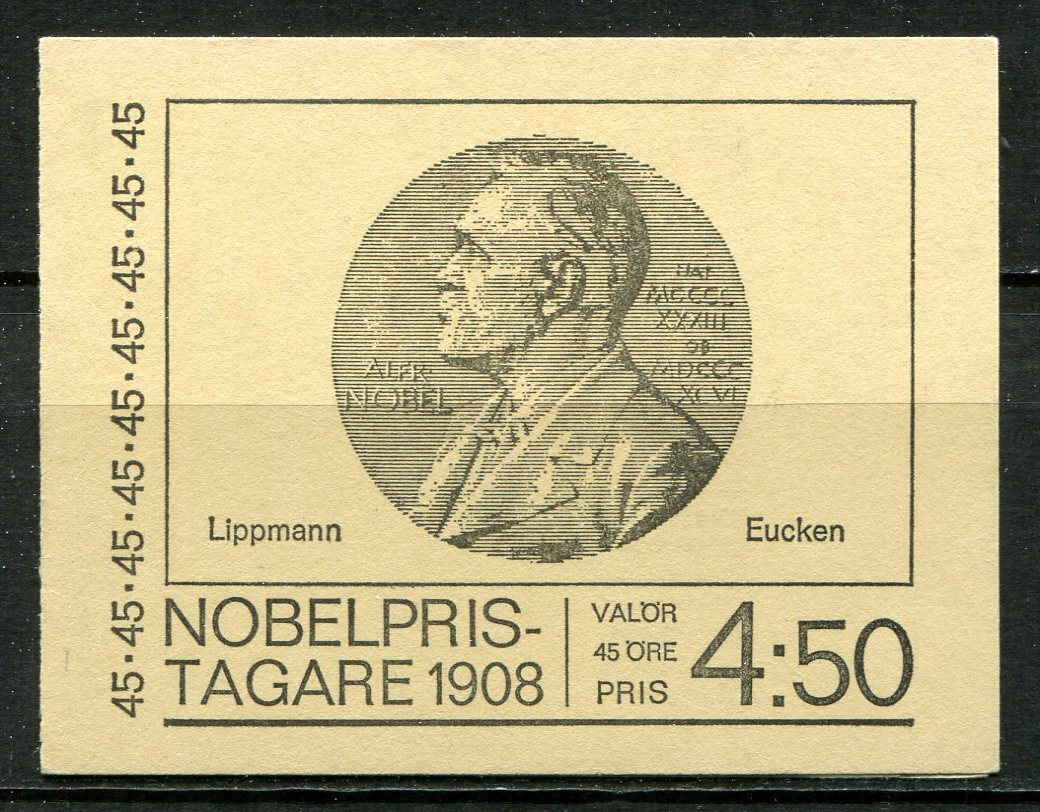 45·45·45·45·45·45·45·45·45
ALFR·
NOBEL
NAT
MDCCC
XXXIII
OB
MDCCC
XCVI
Lippmann
Eucken
NOBELPRIS-
TAGARE 1908
VALÖR
45 ÖRE
PRIS
4:50